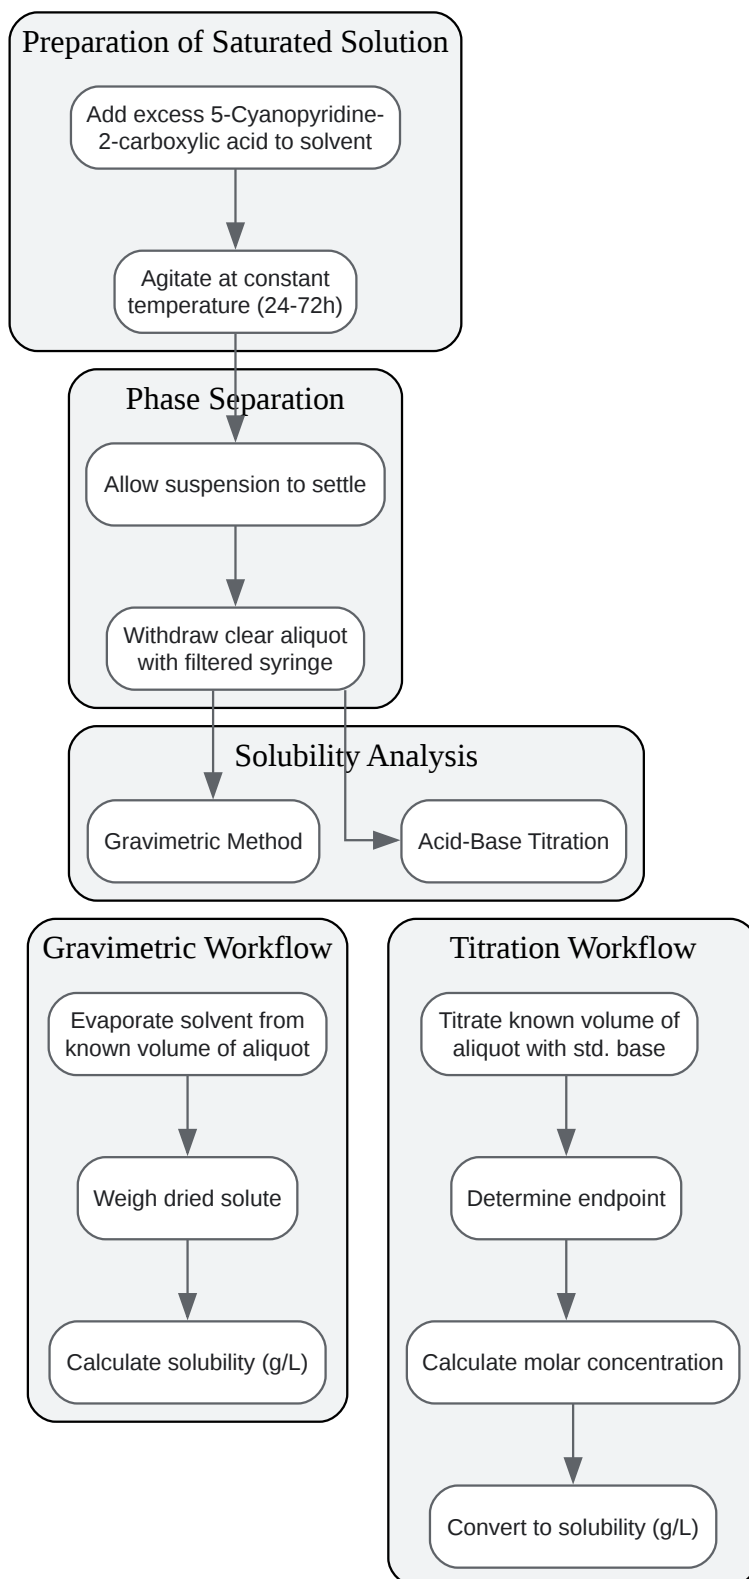 Preparation of Saturated Solution
Add excess 5-Cyanopyridine-
2-carboxylic acid to solvent
Agitate at constant
temperature (24-72h)
Phase Separation
Allow suspension to settle
Withdraw clear aliquot
with filtered syringe
Solubility Analysis
Gravimetric Method
Acid-Base Titration
Gravimetric Workflow
Evaporate solvent from
known volume of aliquot
Weigh dried solute
Calculate solubility (g/L)
Titration Workflow
Titrate known volume of
aliquot with std. base
Determine endpoint
Calculate molar concentration
Convert to solubility (g/L)